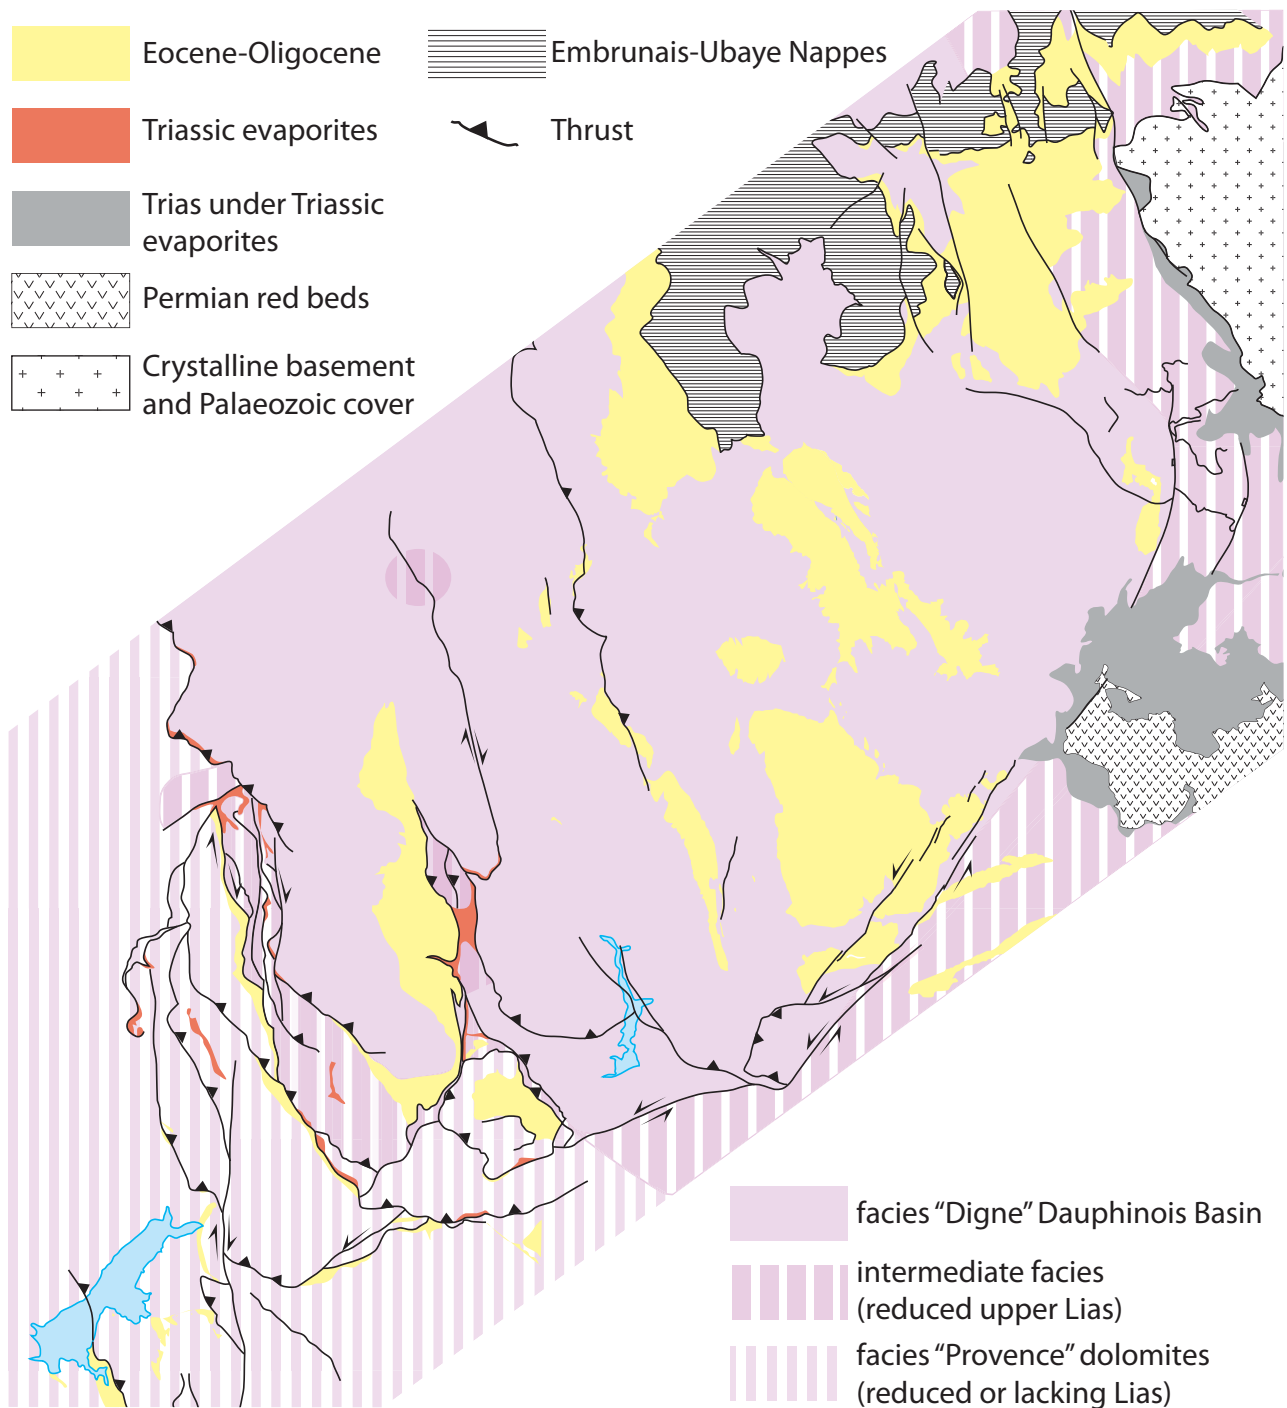 Eocene-Oligocene
Triassic evaporites
Trias under Triassic
evaporites
Permian red beds
Crystalline basement
and Palaeozoic cover
Embrunais-Ubaye Nappes
Thrust
facies “Digne” Dauphinois Basin
intermediate facies
(reduced upper Lias)
facies “Provence” dolomites
(reduced or lacking Lias)